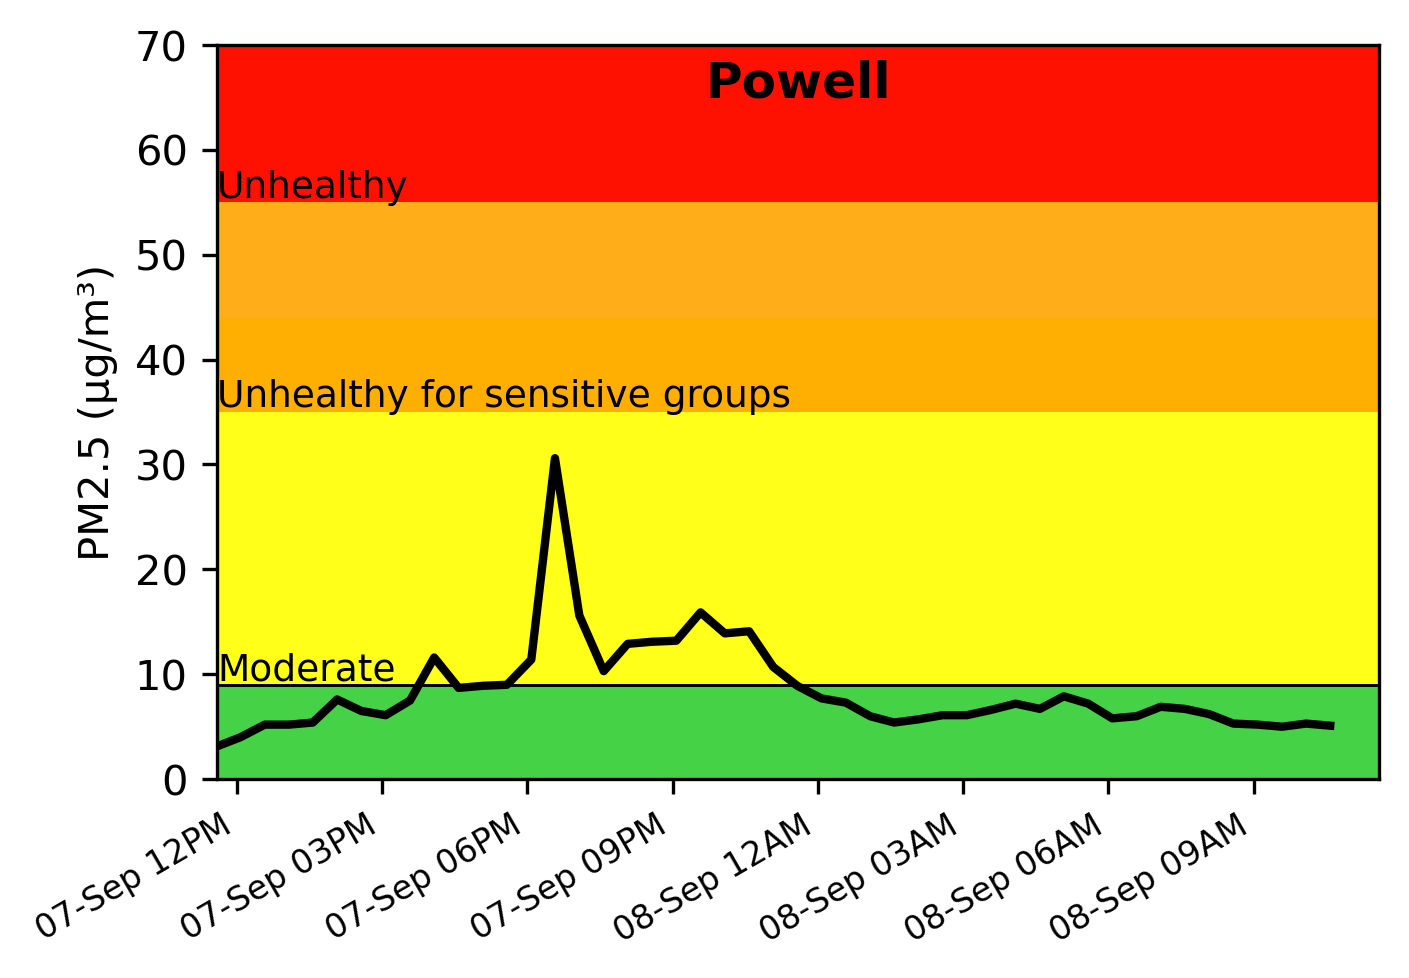 Powell
PM2.5 (µg/m³)
70
60
50
40
30
20
10
0
Unhealthy
Unhealthy for sensitive groups
Moderate
07-Sep 12PM
07-Sep 03PM
07-Sep 06PM
07-Sep 09PM
08-Sep 12AM
08-Sep 03AM
08-Sep 06AM
08-Sep 09AM